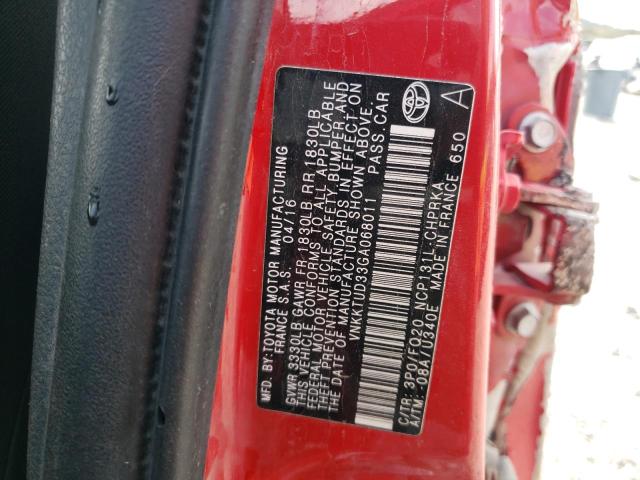 MFD. BY: TOYOTA MOTOR MANUFACTURING
FRANCE S.A.S. 04/16
GVWR 3330LB GAWR FR 1830LB RR 1830LB
THIS VEHICLE CONFORMS TO ALL APPLICABLE
FEDERAL MOTOR VEHICLE SAFETY, BUMPER, AND
THEFT PREVENTION STANDARDS IN EFFECT ON
THE DATE OF MANUFACTURE SHOWN ABOVE.
VNKKTUD33GA068011 PASS. CAR
C/TR: 3P0/FQ20 NCP131L-CHPRKA A
A/TM: -08A/U340E MADE IN FRANCE 650